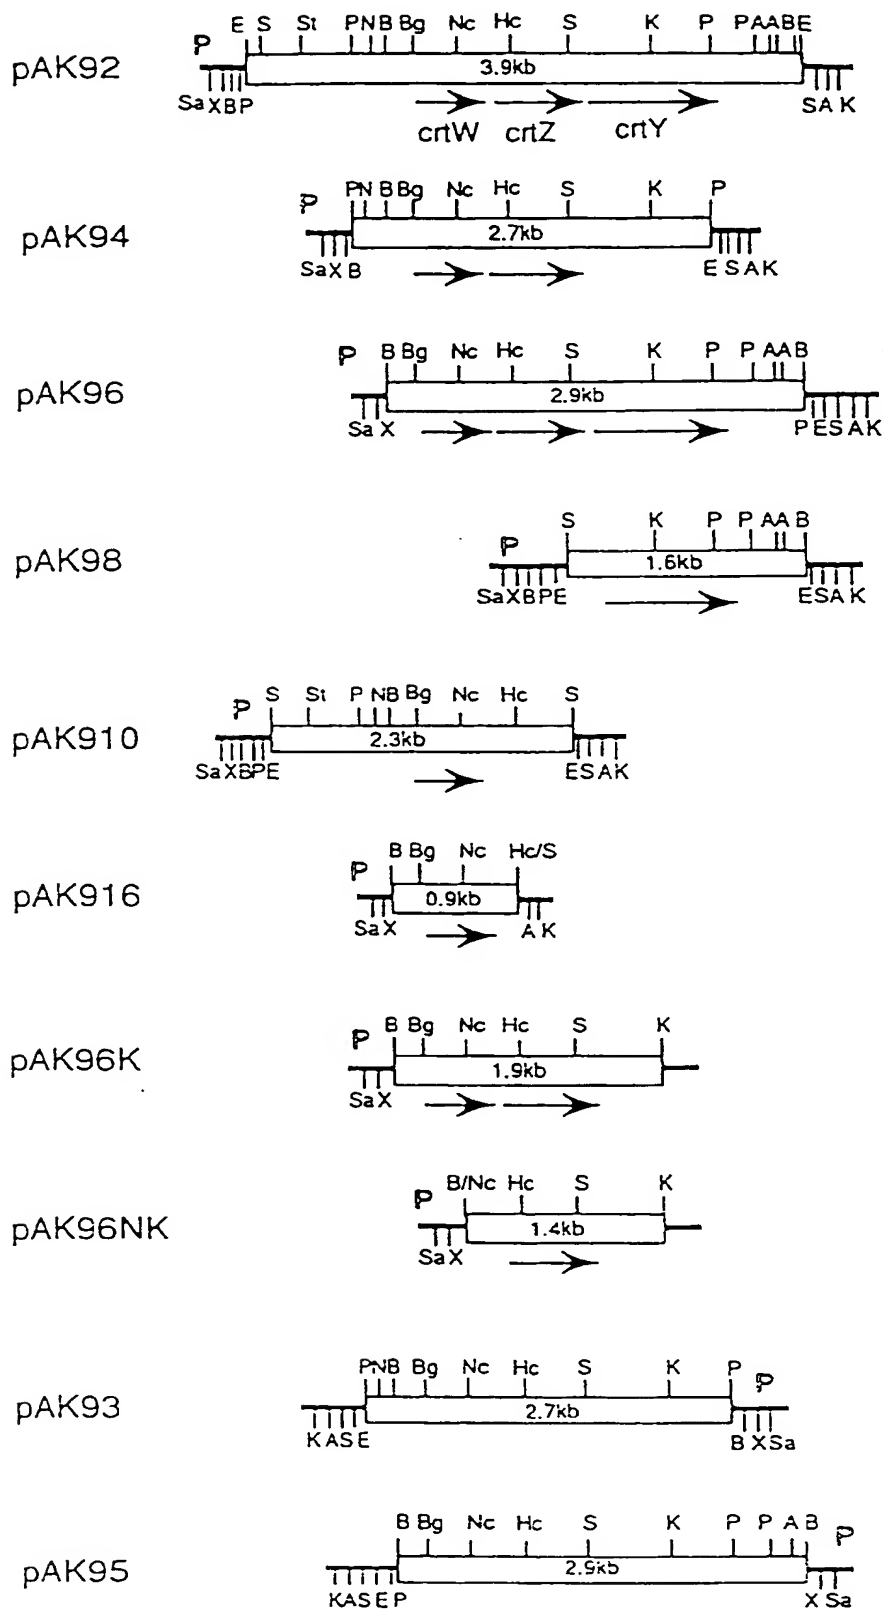 E S St P N B Bg Nc Hc S K P P A A B E
P
pAK92
3.9kb
Sa X B P
S A K
crtW crtZ crtY
P N B Bg Nc Hc S K P
P
pAK94
2.7kb
Sa X B
E S A K
P B Bg Nc Hc S K P P A A B
pAK96
2.9kb
Sa X
P E S A K
S K P P A A B
P
pAK98
1.6kb
Sa X B P E
E S A K
S St P N B Bg Nc Hc S
P
pAK910
2.3kb
Sa X B P E
E S A K
B Bg Nc Hc/S
P
pAK916
0.9kb
Sa X
A K
B Bg Nc Hc S K
P
pAK96K
1.9kb
Sa X
B/Nc Hc S K
P
pAK96NK
1.4kb
Sa X
P N B Bg Nc Hc S K P
P
pAK93
2.7kb
K A S E
B X Sa
B Bg Nc Hc S K P P A B
P
pAK95
2.9kb
K A S E P
X Sa